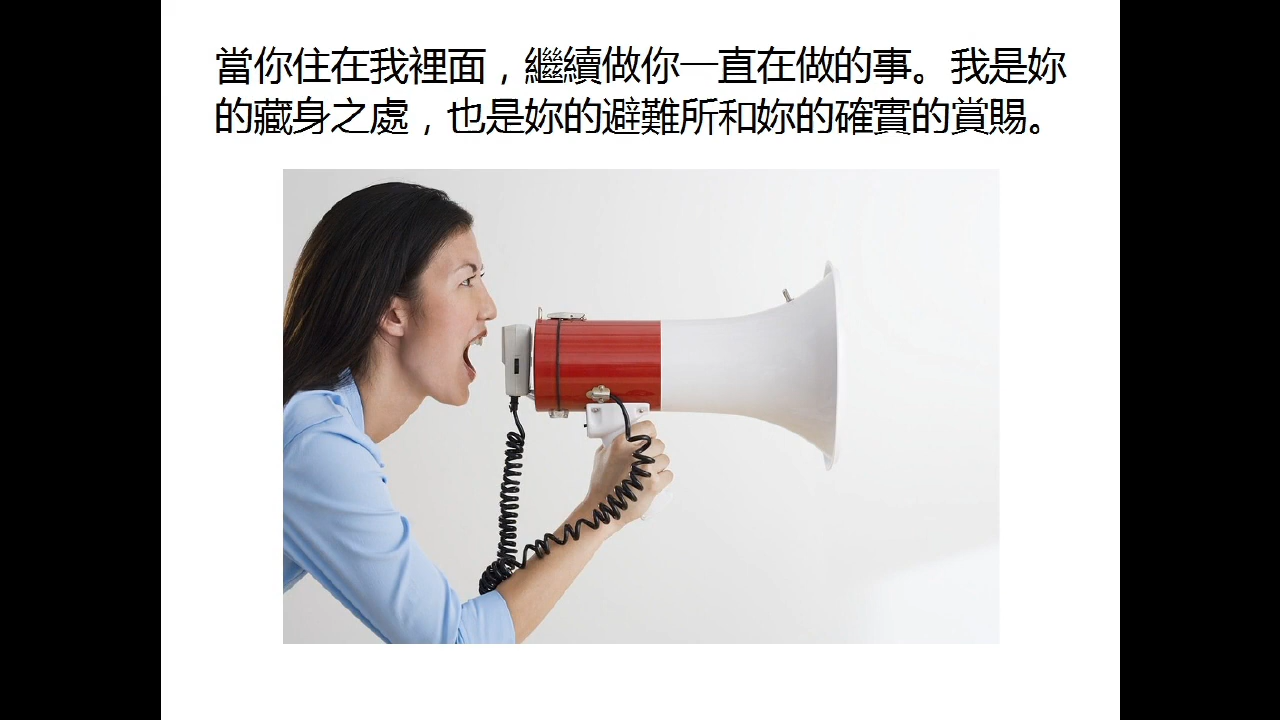 當你住在我裡面，繼續做你一直在做的事。我是妳
的藏身之處，也是妳的避難所和妳的確實的賞賜。